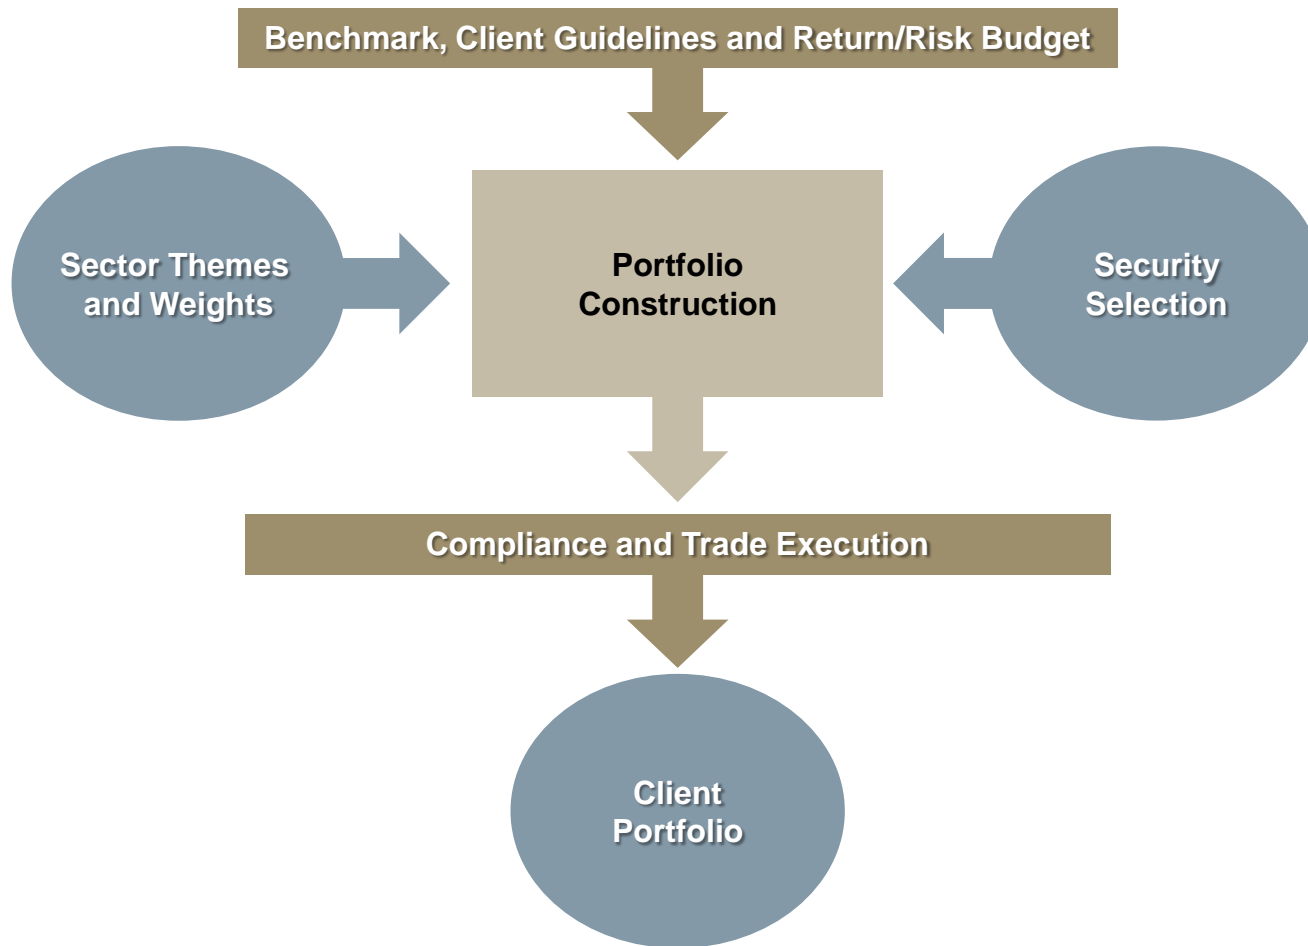 Benchmark, Client Guidelines and Return/Risk Budget
Sector Themes
and Weights
Portfolio
Construction
Security
Selection
Compliance and Trade Execution
Client
Portfolio